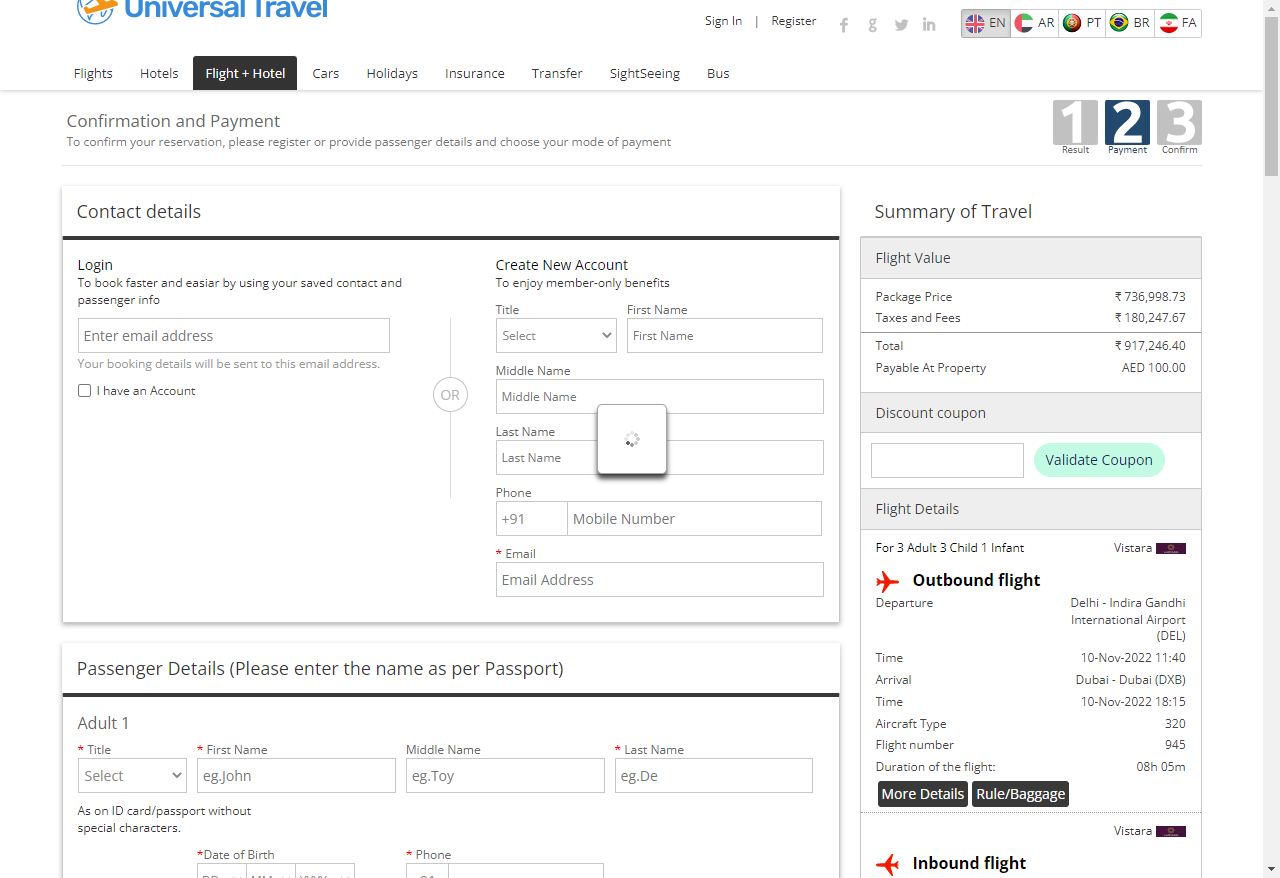 Universal Travel
Sign In | Register
EN AR PT BR FA
Flights Hotels Flight + Hotel Cars Holidays Insurance Transfer SightSeeing Bus
Confirmation and Payment
To confirm your reservation, please register or provide passenger details and choose your mode of payment
1 2 3
Result Payment Confirm
Contact details
Login
To book faster and easiar by using your saved contact and
passenger info
Enter email address
Your booking details will be sent to this email address.
I have an Account
OR
Create New Account
To enjoy member-only benefits
Title First Name
Select First Name
Middle Name
Middle Name
Last Name
Last Name
Phone
+91 Mobile Number
* Email
Email Address
Passenger Details (Please enter the name as per Passport)
Adult 1
* Title * First Name Middle Name * Last Name
Select eg.John eg.Toy eg.De
As on ID card/passport without
special characters.
*Date of Birth * Phone
Summary of Travel
Flight Value
Package Price ₹ 736,998.73
Taxes and Fees ₹ 180,247.67
Total ₹ 917,246.40
Payable At Property AED 100.00
Discount coupon
Validate Coupon
Flight Details
For 3 Adult 3 Child 1 Infant Vistara
Outbound flight
Departure Delhi - Indira Gandhi
International Airport
(DEL)
Time 10-Nov-2022 11:40
Arrival Dubai - Dubai (DXB)
Time 10-Nov-2022 18:15
Aircraft Type 320
Flight number 945
Duration of the flight: 08h 05m
More Details Rule/Baggage
Vistara
Inbound flight